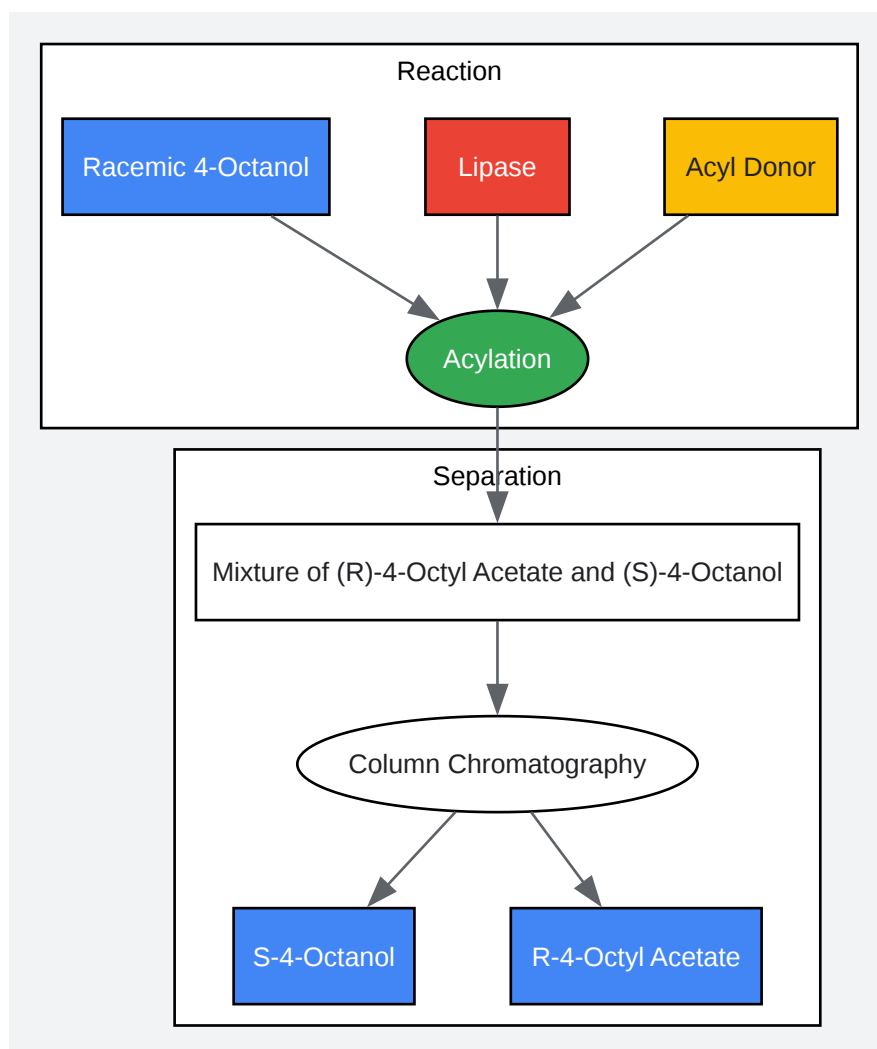 Reaction
Racemic 4-Octanol
Lipase
Acyl Donor
Acylation
Separation
Mixture of (R)-4-Octyl Acetate and (S)-4-Octanol
Column Chromatography
S-4-Octanol
R-4-Octyl Acetate